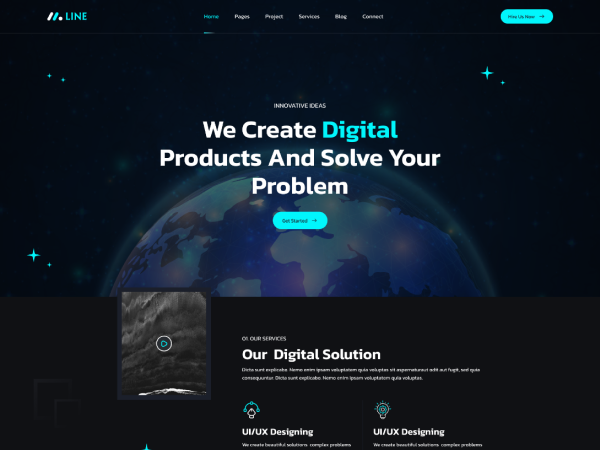 LINE
Home Pages Project Services Blog Connect
Hire Us Now
INNOVATIVE IDEAS
We Create Digital
Products And Solve Your
Problem
Get Started
01. OUR SERVICES
Our Digital Solution
Dicta sunt explicabo. Nemo enim ipsam voluptatem quia voluptas sit aspernaturaut odit aut fugit, sed quia
consequuntur. Dicta sunt explicabo. Nemo enim ipsam voluptatem quia voluptas.
UI/UX Designing
We create beautiful solutions complex problems
UI/UX Designing
We create beautiful solutions complex problems